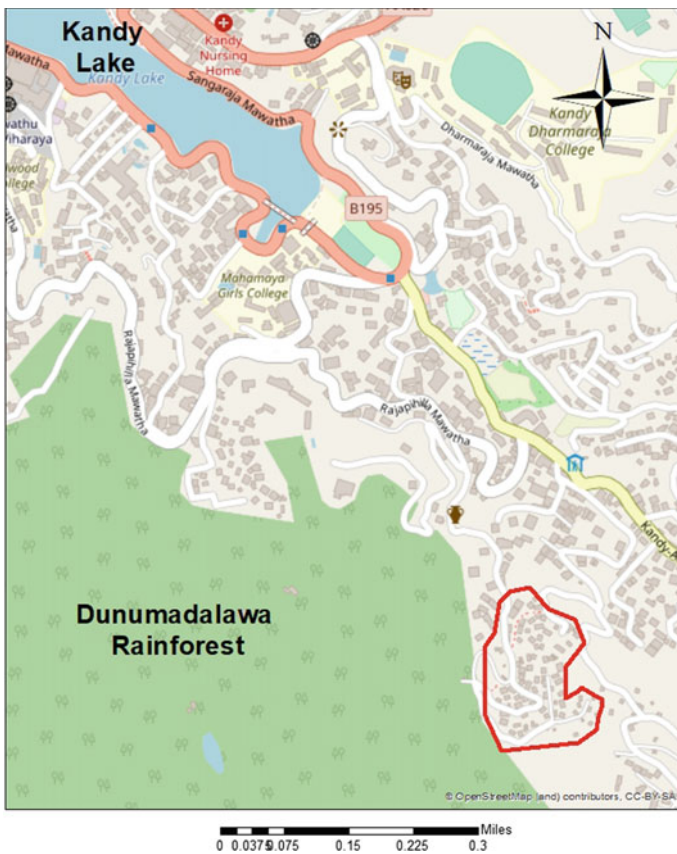 Kandy
Lake
Kandy Lake
Mawatha
Kandy
Nursing
Home
Sangaraja Mawatha
N
Kandy
Dharmaraja
College
Dharmaraja Mawatha
Viharaya
B195
Mahamaya
Girls College
Rajapihilla Mawatha
Rajapihilla Mawatha
Kandy-A
Dunumadalawa
Rainforest
© OpenStreetMap (and) contributors, CC-BY-SA
Miles
0 0.0375 0.075 0.15 0.225 0.3